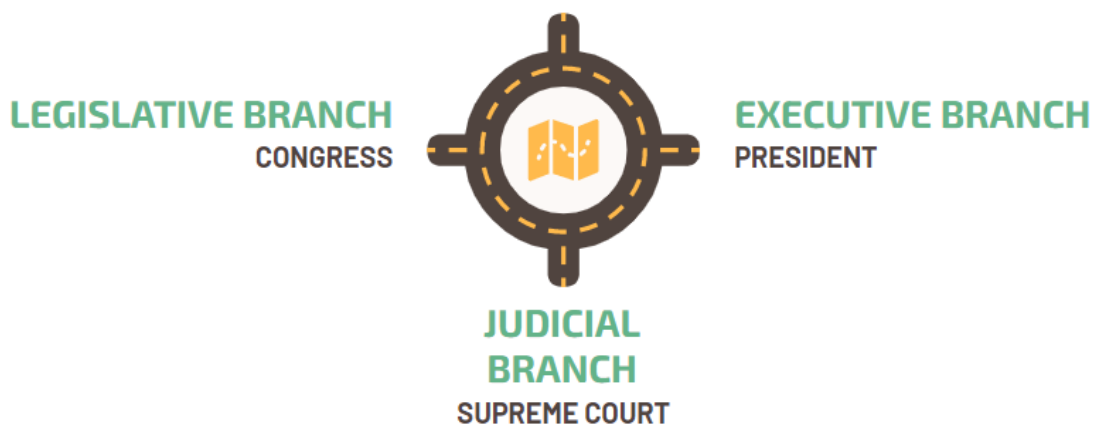 LEGISLATIVE BRANCH
CONGRESS
EXECUTIVE BRANCH
PRESIDENT
JUDICIAL
BRANCH
SUPREME COURT